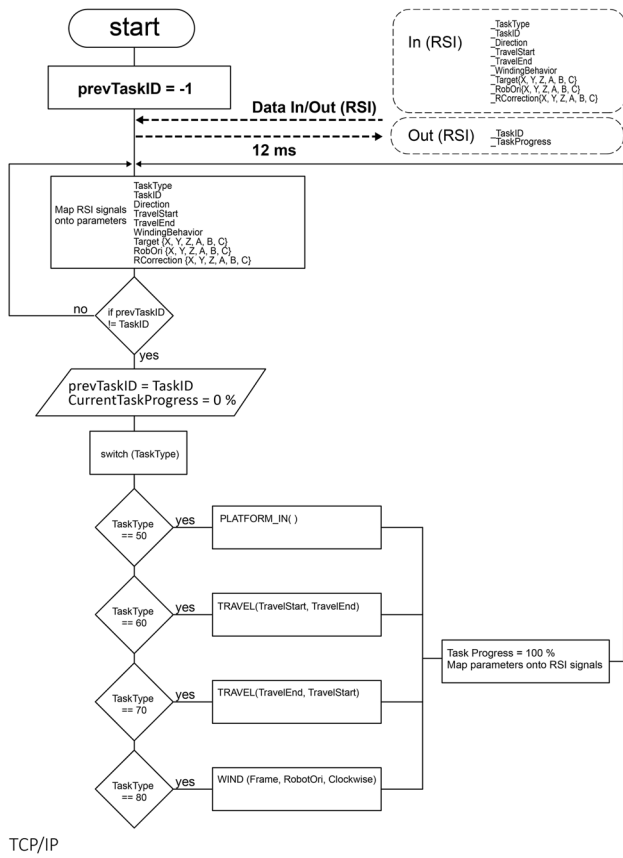 start
prevTaskID = -1
Data In/Out (RSI)
12 ms
In (RSI)
_TaskType
_TaskID
_Direction
_TravelStart
_TravelEnd
_WindingBehavior
_Target{X, Y, Z, A, B, C}
_RobOri{X, Y, Z, A, B, C}
_RCorrection{X, Y, Z, A, B, C}
Out (RSI)
_TaskID
_TaskProgress
Map RSI signals
onto parameters
TaskType
TaskID
Direction
TravelStart
TravelEnd
WindingBehavior
Target {X, Y, Z, A, B, C}
RobOri {X, Y, Z, A, B, C}
RCorrection {X, Y, Z, A, B, C}
no
if prevTaskID
!= TaskID
yes
prevTaskID = TaskID
CurrentTaskProgress = 0 %
switch (TaskType)
TaskType
== 50
yes
PLATFORM_IN( )
TaskType
== 60
yes
TRAVEL(TravelStart, TravelEnd)
TaskType
== 70
yes
TRAVEL(TravelEnd, TravelStart)
TaskType
== 80
yes
WIND (Frame, RobotOri, Clockwise)
Task Progress = 100 %
Map parameters onto RSI signals
TCP/IP